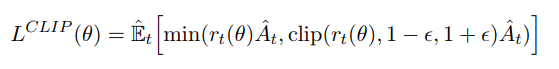 L^{CLIP}(θ) = Ê_t[min(r_t(θ)Â_t, clip(r_t(θ), 1 − ϵ, 1 + ϵ)Â_t)]